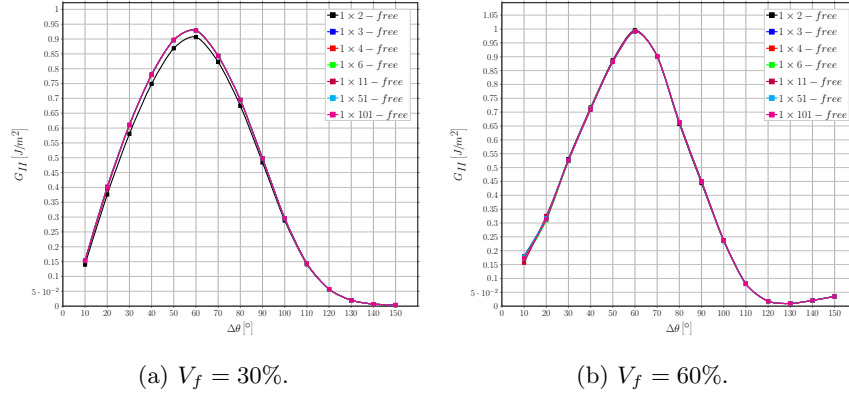 1
0.95
0.9
0.85
0.8
0.75
0.7
0.65
0.6
0.55
0.5
0.45
0.4
0.35
0.3
0.25
0.2
0.15
0.1
5 · 10⁻²
0
G_II [J/m²]
0 10 20 30 40 50 60 70 80 90 100 110 120 130 140 150
Δθ [°]
1 × 2 − free
1 × 3 − free
1 × 4 − free
1 × 6 − free
1 × 11 − free
1 × 51 − free
1 × 101 − free
(a) V_f = 30%.
1.05
1
0.95
0.9
0.85
0.8
0.75
0.7
0.65
0.6
0.55
0.5
0.45
0.4
0.35
0.3
0.25
0.2
0.15
0.1
5 · 10⁻²
0
G_II [J/m²]
0 10 20 30 40 50 60 70 80 90 100 110 120 130 140 150
Δθ [°]
1 × 2 − free
1 × 3 − free
1 × 4 − free
1 × 6 − free
1 × 11 − free
1 × 51 − free
1 × 101 − free
(b) V_f = 60%.